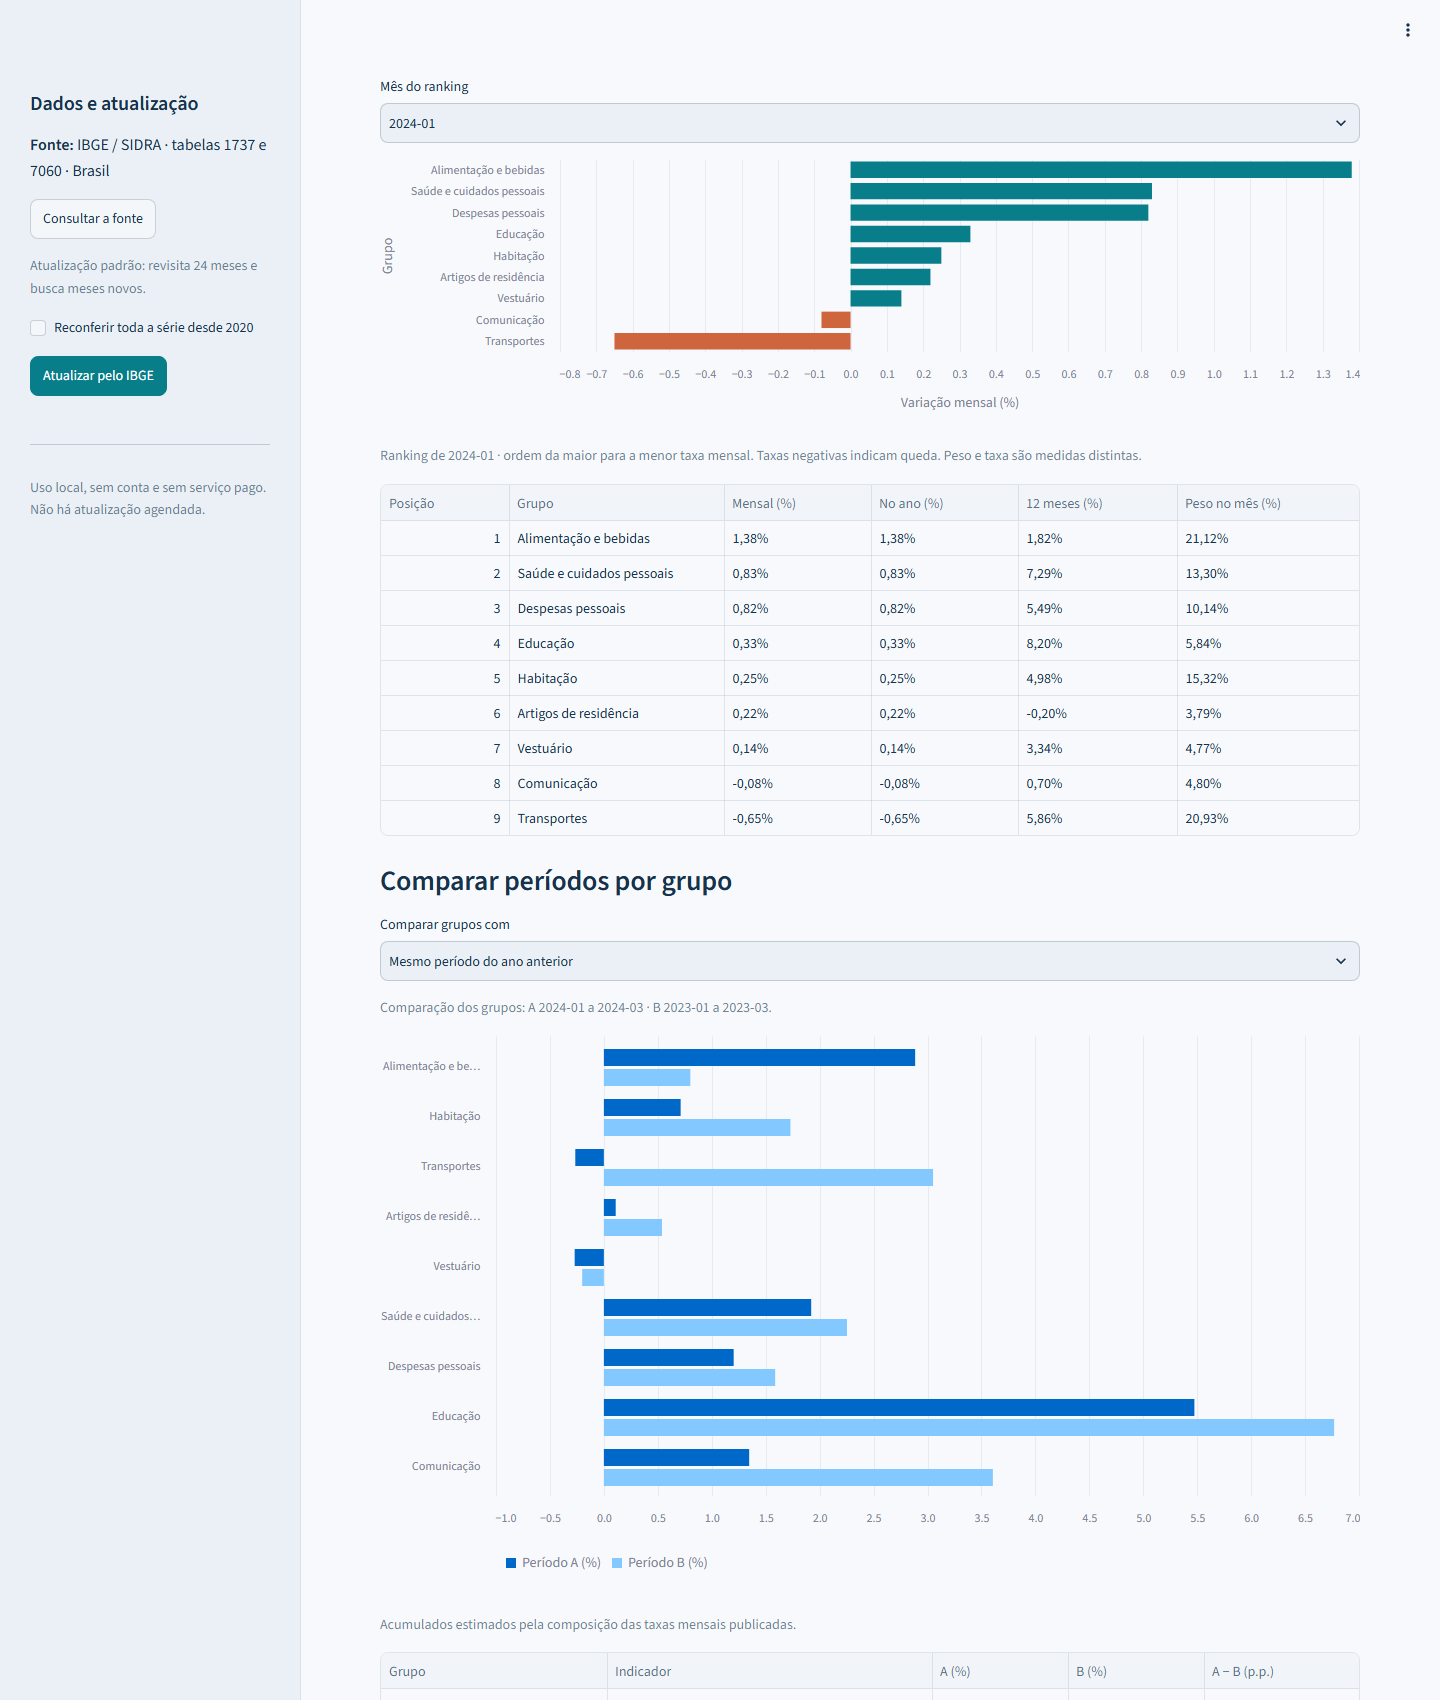 Dados e atualização
Fonte: IBGE / SIDRA · tabelas 1737 e
7060 · Brasil
Consultar a fonte
Atualização padrão: revisita 24 meses e
busca meses novos.
Reconferir toda a série desde 2020
Atualizar pelo IBGE
Uso local, sem conta e sem serviço pago.
Não há atualização agendada.
Mês do ranking
2024-01
Grupo
Alimentação e bebidas
Saúde e cuidados pessoais
Despesas pessoais
Educação
Habitação
Artigos de residência
Vestuário
Comunicação
Transportes
−0.8 −0.7 −0.6 −0.5 −0.4 −0.3 −0.2 −0.1 0.0 0.1 0.2 0.3 0.4 0.5 0.6 0.7 0.8 0.9 1.0 1.1 1.2 1.3 1.4
Variação mensal (%)
Ranking de 2024-01 · ordem da maior para a menor taxa mensal. Taxas negativas indicam queda. Peso e taxa são medidas distintas.
Posição Grupo Mensal (%) No ano (%) 12 meses (%) Peso no mês (%)
1 Alimentação e bebidas 1,38% 1,38% 1,82% 21,12%
2 Saúde e cuidados pessoais 0,83% 0,83% 7,29% 13,30%
3 Despesas pessoais 0,82% 0,82% 5,49% 10,14%
4 Educação 0,33% 0,33% 8,20% 5,84%
5 Habitação 0,25% 0,25% 4,98% 15,32%
6 Artigos de residência 0,22% 0,22% -0,20% 3,79%
7 Vestuário 0,14% 0,14% 3,34% 4,77%
8 Comunicação -0,08% -0,08% 0,70% 4,80%
9 Transportes -0,65% -0,65% 5,86% 20,93%
Comparar períodos por grupo
Comparar grupos com
Mesmo período do ano anterior
Comparação dos grupos: A 2024-01 a 2024-03 · B 2023-01 a 2023-03.
Alimentação e be…
Habitação
Transportes
Artigos de residê…
Vestuário
Saúde e cuidados…
Despesas pessoais
Educação
Comunicação
−1.0 −0.5 0.0 0.5 1.0 1.5 2.0 2.5 3.0 3.5 4.0 4.5 5.0 5.5 6.0 6.5 7.0
Período A (%) Período B (%)
Acumulados estimados pela composição das taxas mensais publicadas.
Grupo Indicador A (%) B (%) A − B (p.p.)